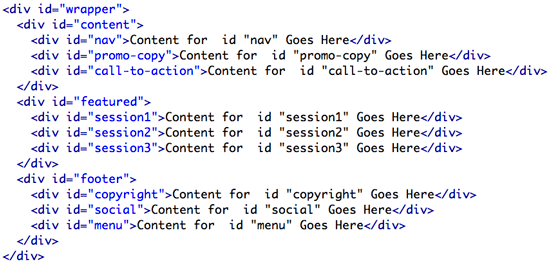 <div id="wrapper">
  <div id="content">
    <div id="nav">Content for  id "nav" Goes Here</div>
    <div id="promo-copy">Content for  id "promo-copy" Goes Here</div>
    <div id="call-to-action">Content for  id "call-to-action" Goes Here</div>
  </div>
  <div id="featured">
    <div id="session1">Content for  id "session1" Goes Here</div>
    <div id="session2">Content for  id "session2" Goes Here</div>
    <div id="session3">Content for  id "session3" Goes Here</div>
  </div>
  <div id="footer">
    <div id="copyright">Content for  id "copyright" Goes Here</div>
    <div id="social">Content for  id "social" Goes Here</div>
    <div id="menu">Content for  id "menu" Goes Here</div>
  </div>
</div>